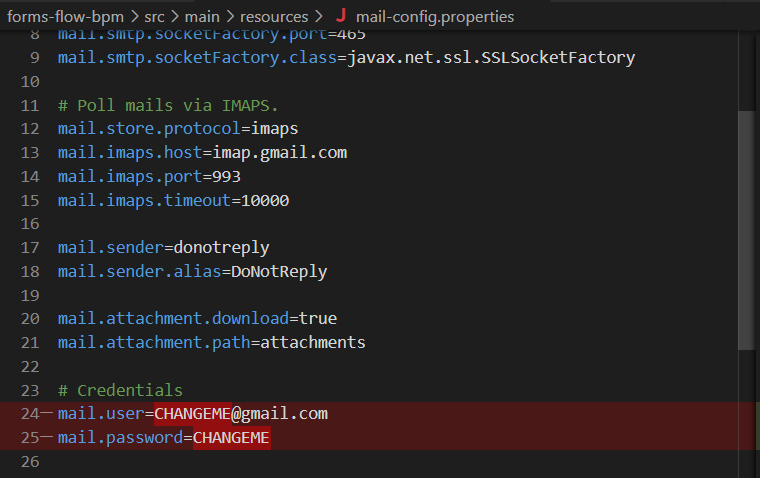 forms-flow-bpm > src > main > resources > J mail-config.properties
8 mail.smtp.socketFactory.port=465
9 mail.smtp.socketFactory.class=javax.net.ssl.SSLSocketFactory
10
11 # Poll mails via IMAPS.
12 mail.store.protocol=imaps
13 mail.imaps.host=imap.gmail.com
14 mail.imaps.port=993
15 mail.imaps.timeout=10000
16
17 mail.sender=donotreply
18 mail.sender.alias=DoNotReply
19
20 mail.attachment.download=true
21 mail.attachment.path=attachments
22
23 # Credentials
24— mail.user=CHANGEME@gmail.com
25— mail.password=CHANGEME
26